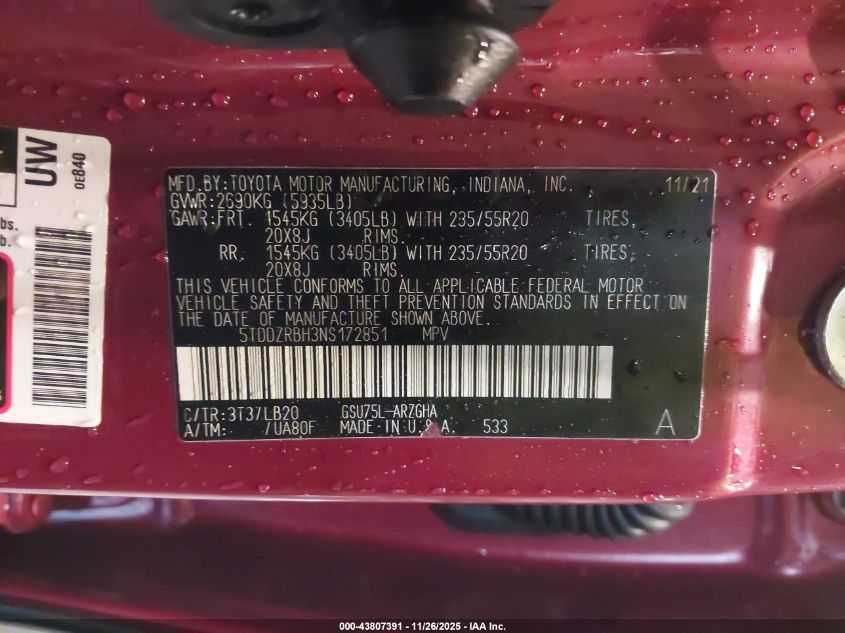 UW
0E840
lbs.
lb.
MFD.BY:TOYOTA MOTOR MANUFACTURING, INDIANA, INC. 11/21
GVWR:2690KG (5935LB)
GAWR:FRT. 1545KG (3405LB) WITH 235/55R20 TIRES,
20X8J RIMS.
RR. 1545KG (3405LB) WITH 235/55R20 TIRES,
20X8J RIMS.
THIS VEHICLE CONFORMS TO ALL APPLICABLE FEDERAL MOTOR
VEHICLE SAFETY AND THEFT PREVENTION STANDARDS IN EFFECT ON
THE DATE OF MANUFACTURE SHOWN ABOVE.
5TDDZRBH3NS172851 MPV
C/TR:3T3/LB20 GSU75L-ARZGHA
A/TM: /UA80F MADE IN U.S.A. 533 A
000-43807391 - 11/26/2025 - IAA Inc.